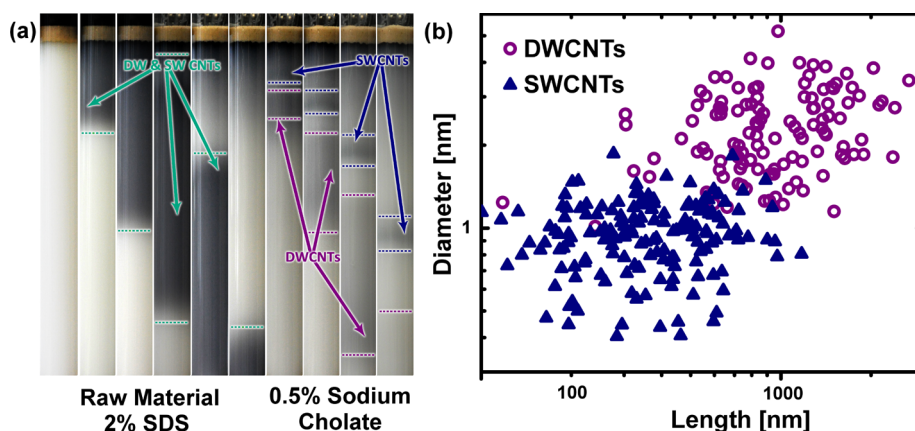 (a)
DW & SW CNTs
SWCNTs
DWCNTs
Raw Material
2% SDS
0.5% Sodium
Cholate
(b)
DWCNTs
SWCNTs
Diameter [nm]
1
100
1000
Length [nm]